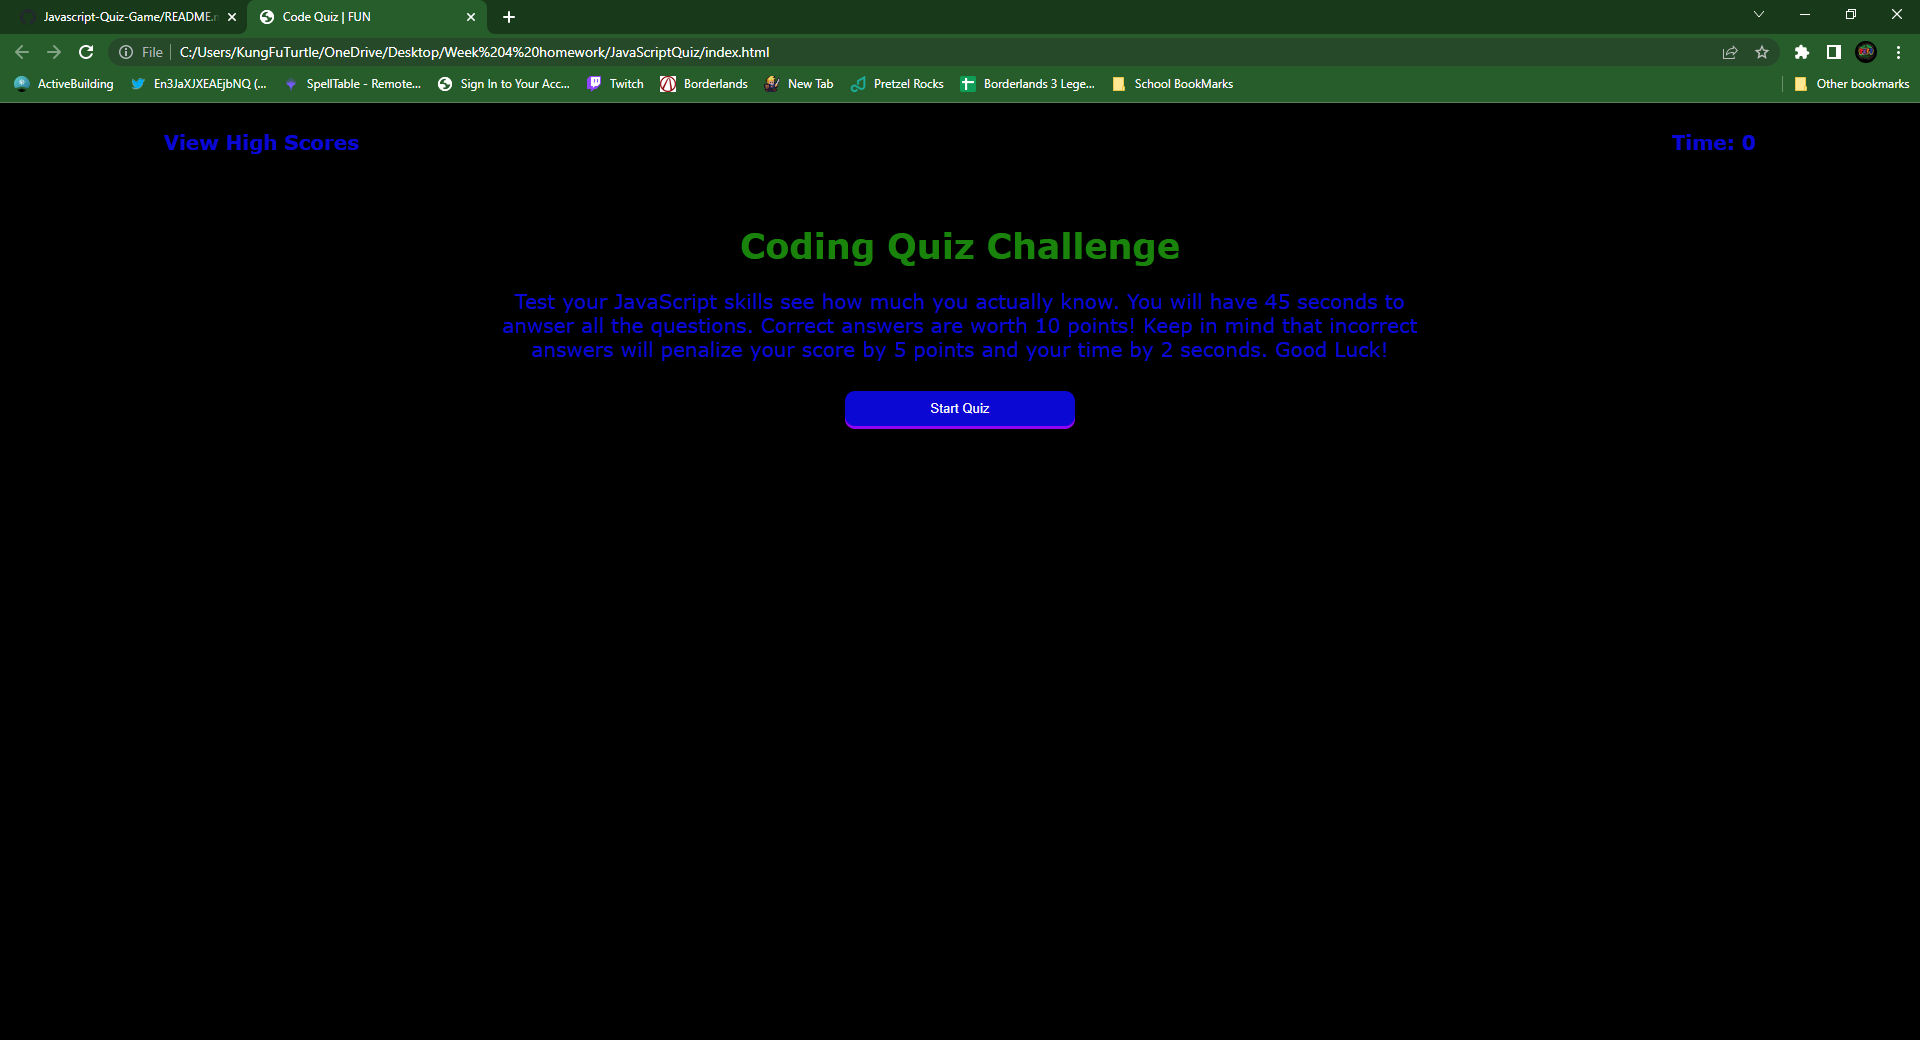 Javascript-Quiz-Game/README.m
Code Quiz | FUN
File
C:/Users/KungFuTurtle/OneDrive/Desktop/Week%204%20homework/JavaScriptQuiz/index.html
ActiveBuilding
En3JaXJXEAEjbNQ (...
SpellTable - Remote...
Sign In to Your Acc...
Twitch
Borderlands
New Tab
Pretzel Rocks
Borderlands 3 Lege...
School BookMarks
Other bookmarks
View High Scores
Time: 0
Coding Quiz Challenge
Test your JavaScript skills see how much you actually know. You will have 45 seconds to
anwser all the questions. Correct answers are worth 10 points! Keep in mind that incorrect
answers will penalize your score by 5 points and your time by 2 seconds. Good Luck!
Start Quiz